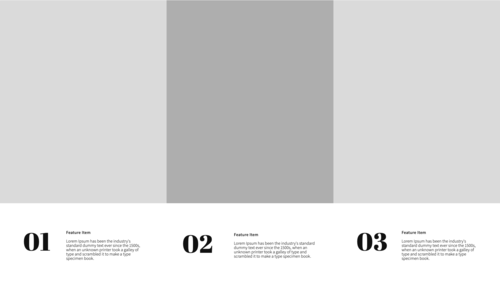 01
Feature Item
Lorem Ipsum has been the industry's
standard dummy text ever since the 1500s,
when an unknown printer took a galley of
type and scrambled it to make a type
specimen book.
02
Feature Item
Lorem Ipsum has been the industry's standard
dummy text ever since the 1500s, when an
unknown printer took a galley of type and
scrambled it to make a type specimen book.
03
Feature Item
Lorem Ipsum has been the industry's
standard dummy text ever since the 1500s,
when an unknown printer took a galley of
type and scrambled it to make a type
specimen book.